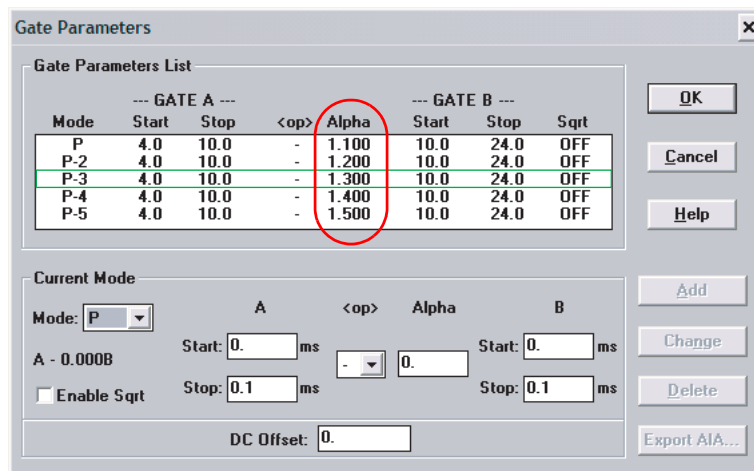 Gate Parameters
Gate Parameters List
--- GATE A --- --- GATE B ---
Mode Start Stop <op> Alpha Start Stop Sqrt
P 4.0 10.0 - 1.100 10.0 24.0 OFF
P-2 4.0 10.0 - 1.200 10.0 24.0 OFF
P-3 4.0 10.0 - 1.300 10.0 24.0 OFF
P-4 4.0 10.0 - 1.400 10.0 24.0 OFF
P-5 4.0 10.0 - 1.500 10.0 24.0 OFF
OK
Cancel
Help
Current Mode
Mode: P
A <op> Alpha B
Start: 0. ms - 0. Start: 0. ms
A - 0.000B
Enable Sqrt
Stop: 0.1 ms Stop: 0.1 ms
DC Offset: 0.
Add
Change
Delete
Export AIA...